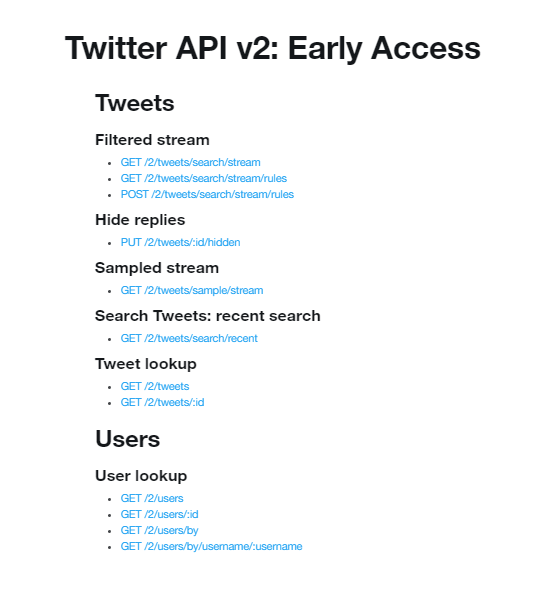 Twitter API v2: Early Access
Tweets
Filtered stream
• GET /2/tweets/search/stream
• GET /2/tweets/search/stream/rules
• POST /2/tweets/search/stream/rules
Hide replies
• PUT /2/tweets/:id/hidden
Sampled stream
• GET /2/tweets/sample/stream
Search Tweets: recent search
• GET /2/tweets/search/recent
Tweet lookup
• GET /2/tweets
• GET /2/tweets/:id
Users
User lookup
• GET /2/users
• GET /2/users/:id
• GET /2/users/by
• GET /2/users/by/username/:username